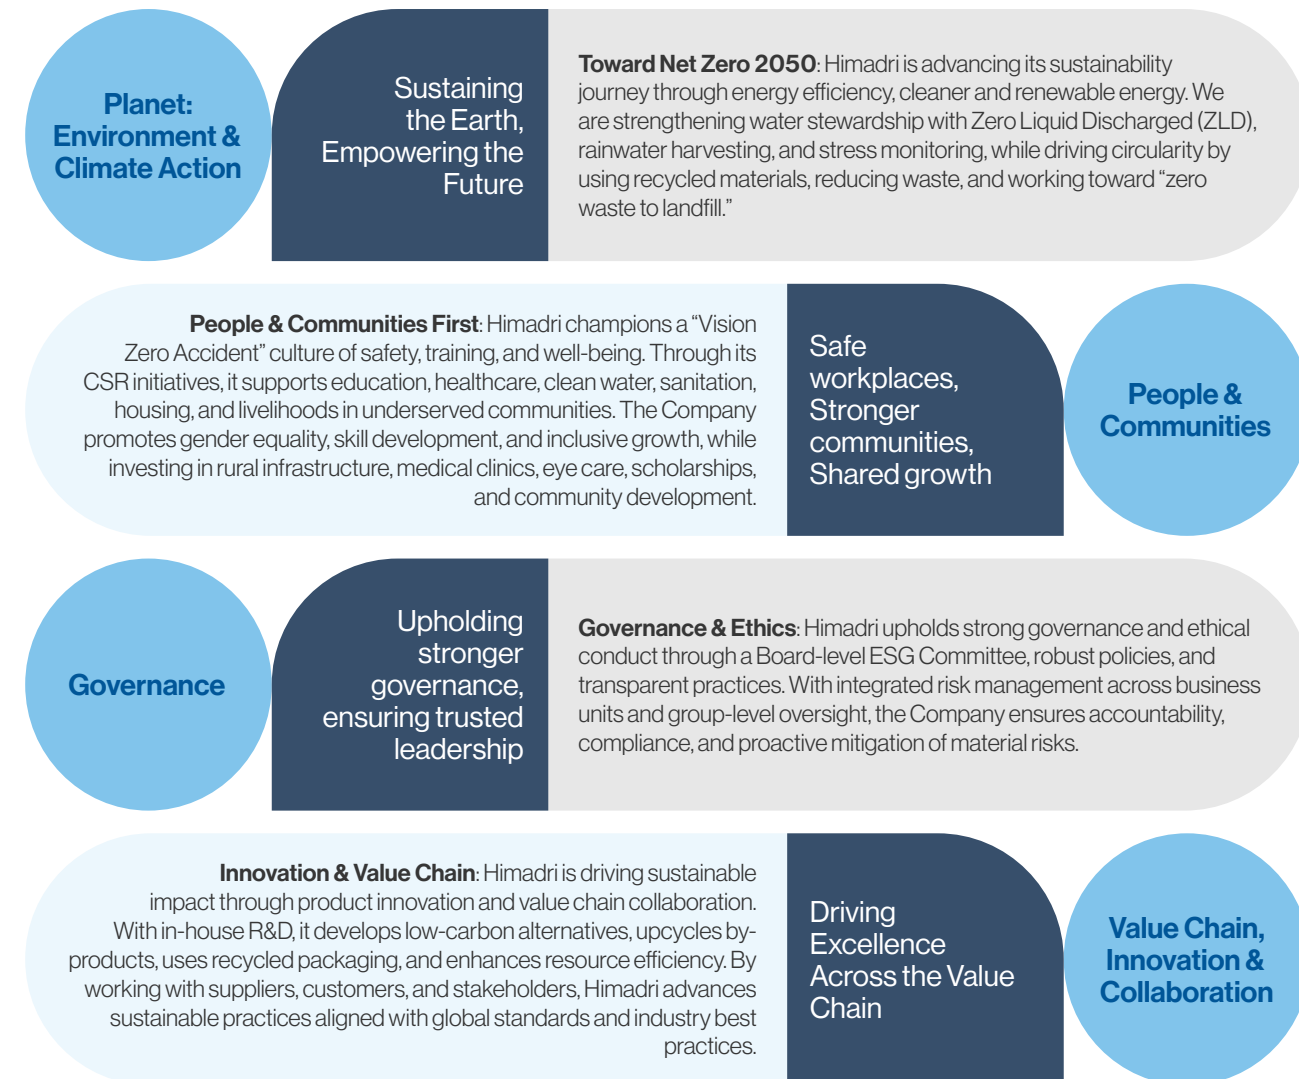 Planet:
Environment &
Climate Action
Sustaining
the Earth,
Empowering the
Future
Toward Net Zero 2050: Himadri is advancing its sustainability
journey through energy efficiency, cleaner and renewable energy. We
are strengthening water stewardship with Zero Liquid Discharged (ZLD),
rainwater harvesting, and stress monitoring, while driving circularity by
using recycled materials, reducing waste, and working toward “zero
waste to landfill.”
People & Communities First: Himadri champions a “Vision
Zero Accident” culture of safety, training, and well-being. Through its
CSR initiatives, it supports education, healthcare, clean water, sanitation,
housing, and livelihoods in underserved communities. The Company
promotes gender equality, skill development, and inclusive growth, while
investing in rural infrastructure, medical clinics, eye care, scholarships,
and community development.
Safe
workplaces,
Stronger
communities,
Shared growth
People &
Communities
Governance
Upholding
stronger
governance,
ensuring trusted
leadership
Governance & Ethics: Himadri upholds strong governance and ethical
conduct through a Board-level ESG Committee, robust policies, and
transparent practices. With integrated risk management across business
units and group-level oversight, the Company ensures accountability,
compliance, and proactive mitigation of material risks.
Innovation & Value Chain: Himadri is driving sustainable
impact through product innovation and value chain collaboration.
With in-house R&D, it develops low-carbon alternatives, upcycles by-
products, uses recycled packaging, and enhances resource efficiency. By
working with suppliers, customers, and stakeholders, Himadri advances
sustainable practices aligned with global standards and industry best
practices.
Driving
Excellence
Across the Value
Chain
Value Chain,
Innovation &
Collaboration